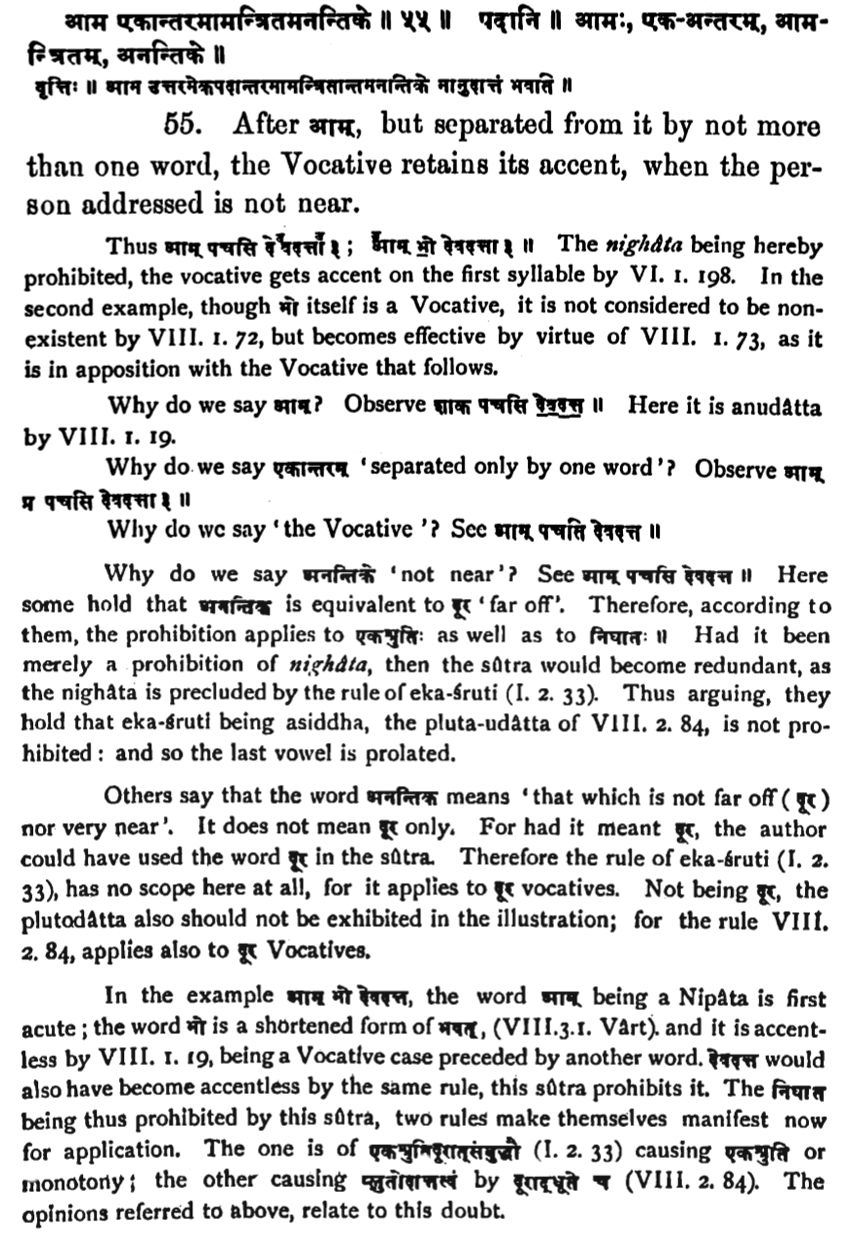 आम एकान्तरमामन्त्रितमनन्तिके ॥ ५५ ॥ पदानि ॥ आमः, एक-अन्तरम्, आम-
न्त्रितम्, अनन्तिके ॥
वृत्तिः ॥ आम उत्तरमेकपदान्तरमामन्त्रितान्तमनन्तिके नानुदात्तं भवति ॥
55. After आम्, but separated from it by not more
than one word, the Vocative retains its accent, when the per-
son addressed is not near.
Thus आम् पचसि देवदत्ता३ ; आम् भो देवदत्ता३ ॥ The nighâta being hereby
prohibited, the vocative gets accent on the first syllable by VI. 1. 198. In the
second example, though भो itself is a Vocative, it is not considered to be non-
existent by VIII. 1. 72, but becomes effective by virtue of VIII. 1. 73, as it
is in apposition with the Vocative that follows.
Why do we say आम्? Observe शाक पचसि देवदत्त ॥ Here it is anudâtta
by VIII. 1. 19.
Why do we say एकान्तरम् 'separated only by one word'? Observe आम्
प्र पचसि देवदत्ता३ ॥
Why do we say 'the Vocative'? See आम् पचति देवदत्त ॥
Why do we say अनन्तिके 'not near'? See आम् पचसि देवदत्त ॥ Here
some hold that अनन्तिक is equivalent to दूर 'far off'. Therefore, according to
them, the prohibition applies to एकश्रुतिः as well as to निघातः ॥ Had it been
merely a prohibition of nighâta, then the sûtra would become redundant, as
the nighâta is precluded by the rule of eka-śruti (I. 2. 33). Thus arguing, they
hold that eka-śruti being asiddha, the pluta-udâtta of VIII. 2. 84, is not pro-
hibited : and so the last vowel is prolated.
Others say that the word अनन्तिक means 'that which is not far off ( दूर )
nor very near'. It does not mean दूर only. For had it meant दूर, the author
could have used the word दूर in the sûtra. Therefore the rule of eka-śruti (I. 2.
33), has no scope here at all, for it applies to दूर vocatives. Not being दूर, the
plutodâtta also should not be exhibited in the illustration; for the rule VIII.
2. 84, applies also to दूर Vocatives.
In the example आम् भो देवदत्त, the word आम् being a Nipâta is first
acute ; the word भो is a shortened form of भवत्, (VIII.3.1. Vârt). and it is accent-
less by VIII. 1. 19, being a Vocative case preceded by another word. देवदत्त would
also have become accentless by the same rule, this sûtra prohibits it. The निघात
being thus prohibited by this sûtra, two rules make themselves manifest now
for application. The one is of एकश्रुतिदूरात्संबुद्धौ (I. 2. 33) causing एकश्रुति or
monotony ; the other causing प्लुतोदात्तत्वं by दूराद्धूते च (VIII. 2. 84). The
opinions referred to above, relate to this doubt.